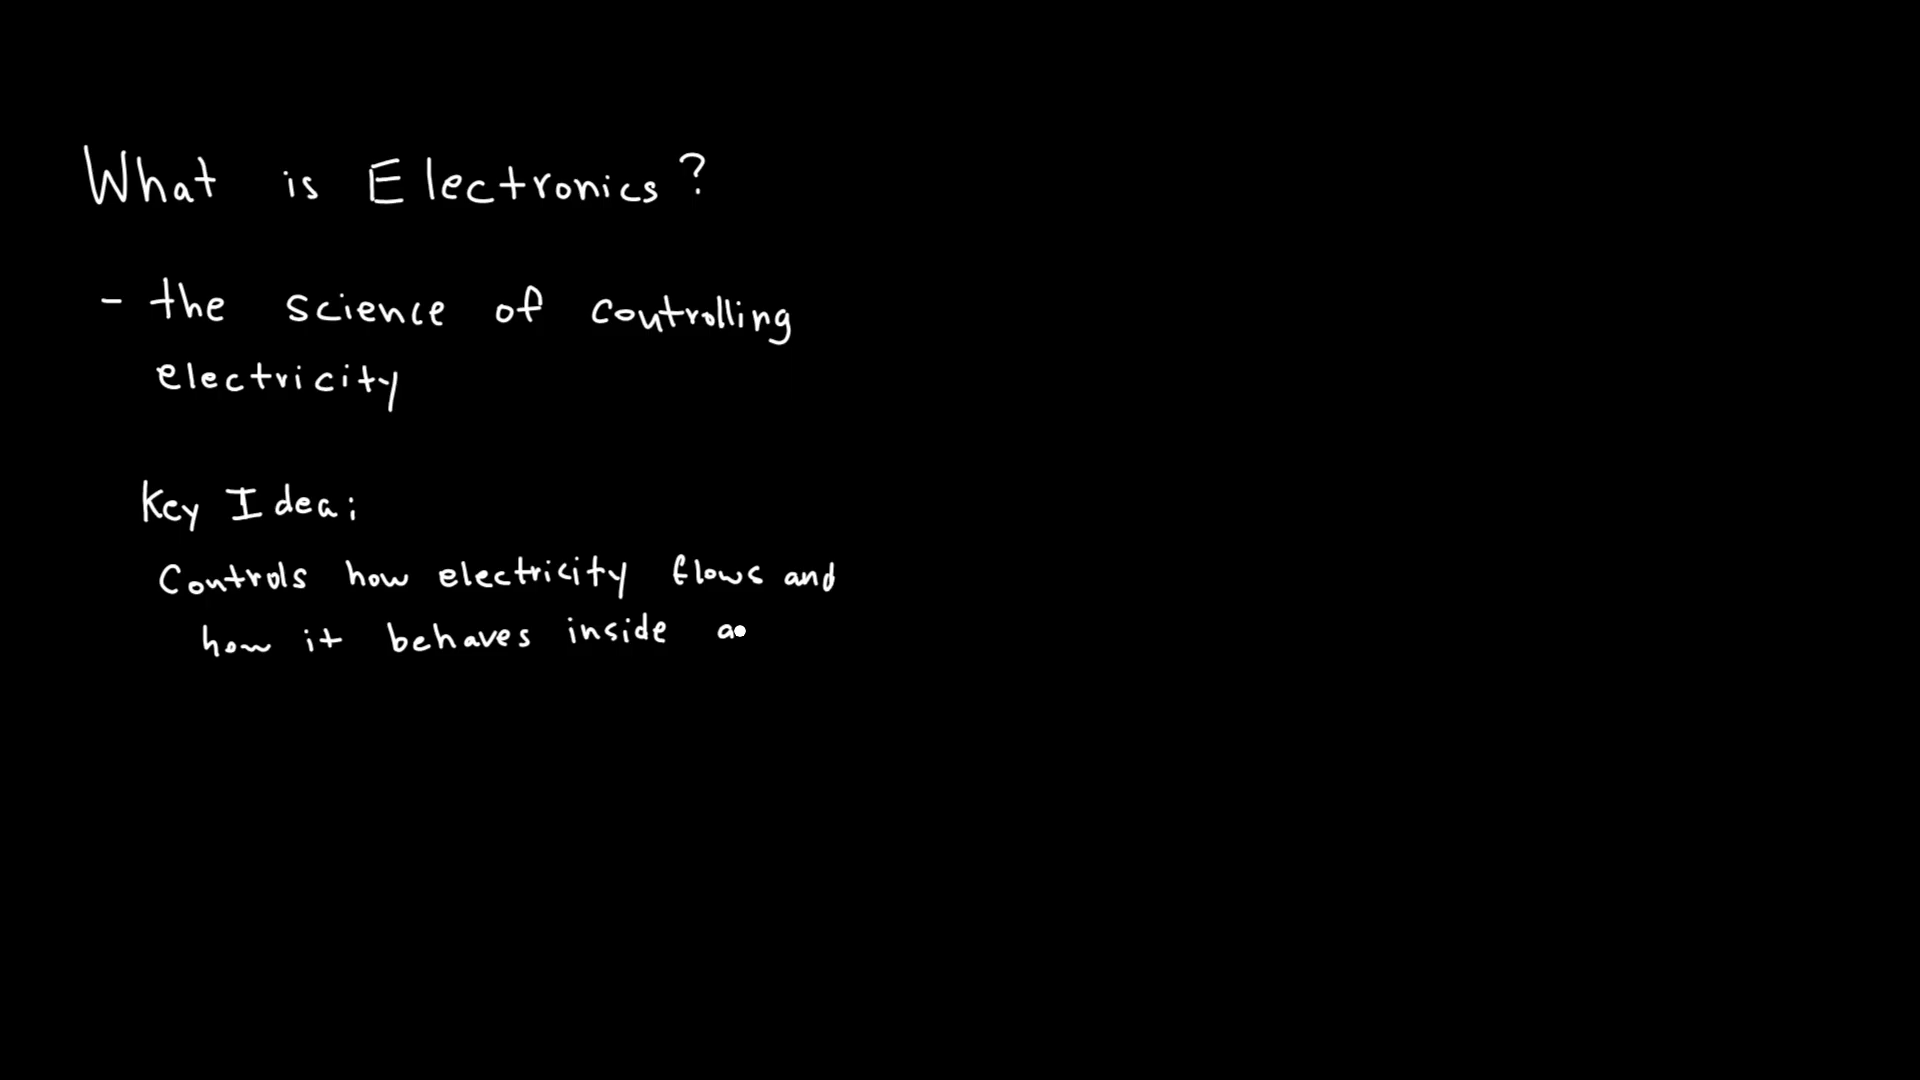 What is Electronics?
- the science of controlling
electricity
Key Idea:
Controls how electricity flows and
how it behaves inside a